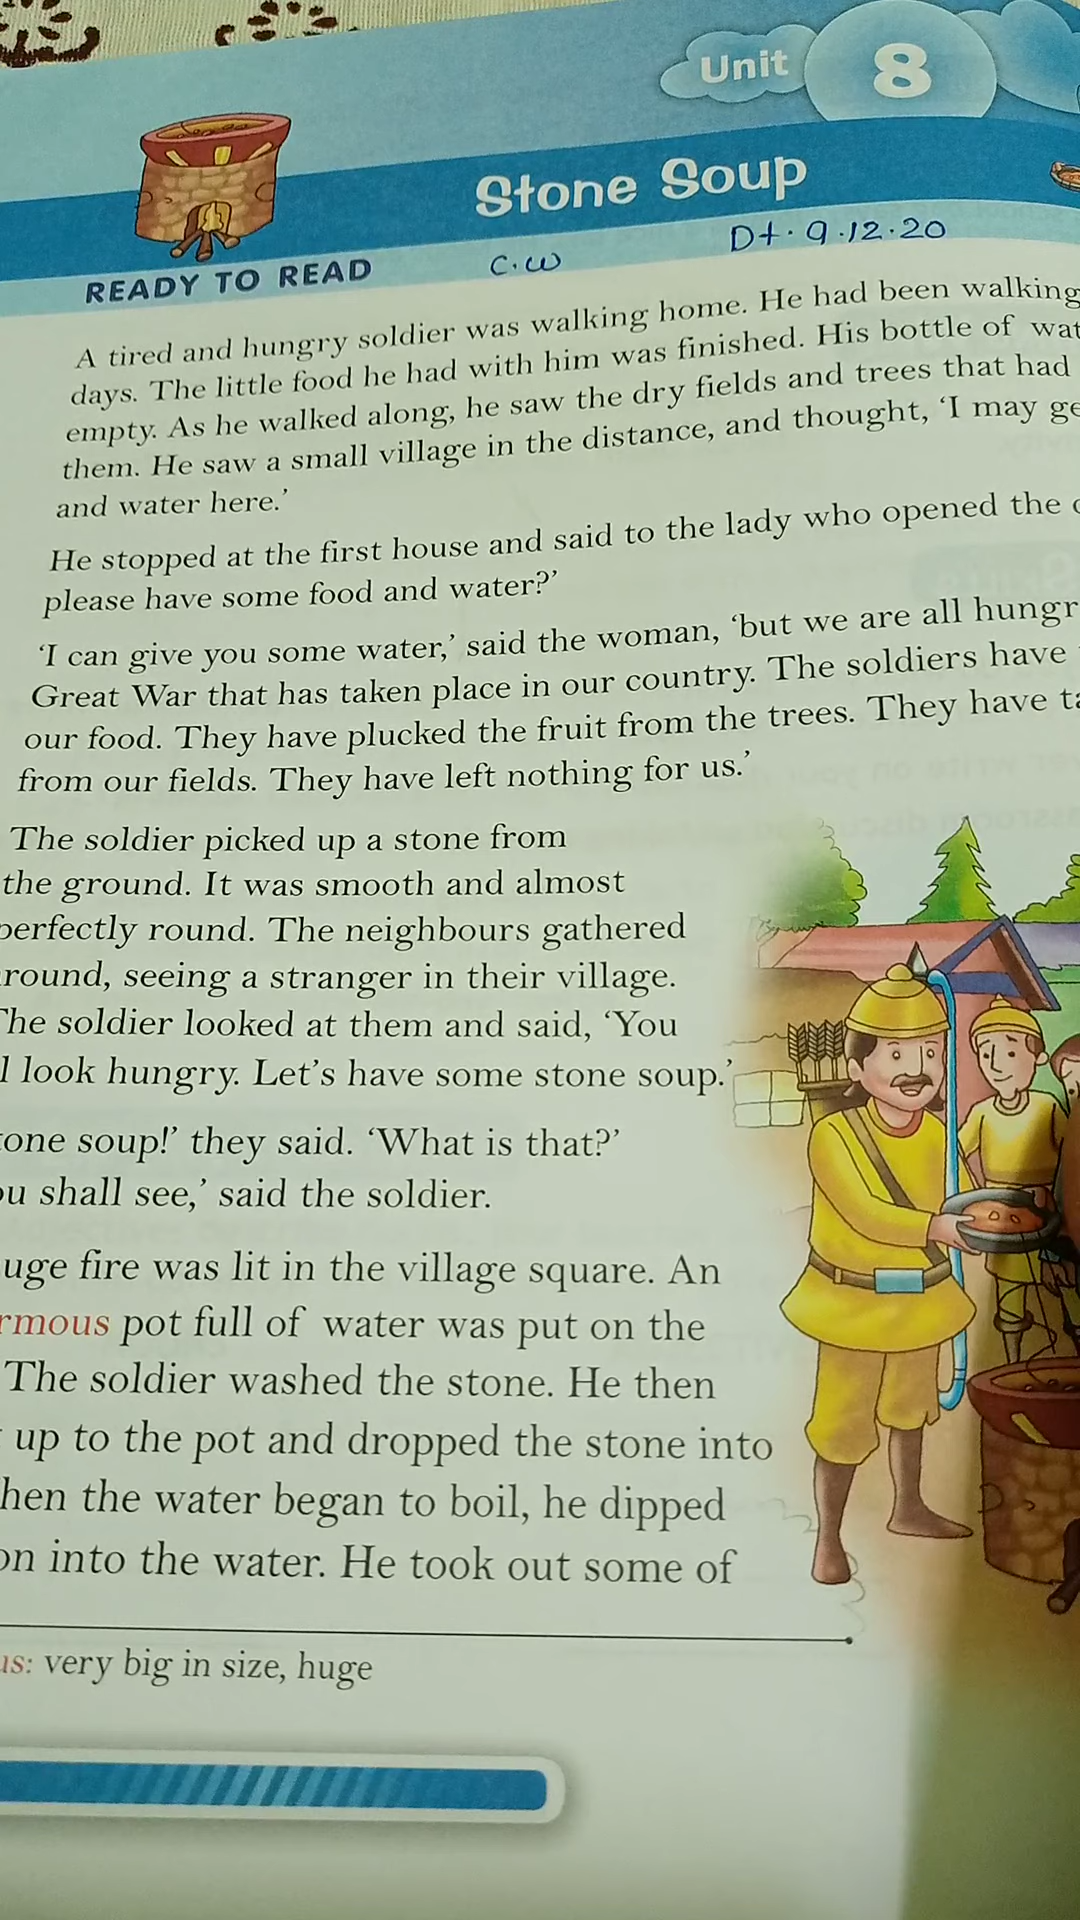 Unit 8
Stone Soup
Dt. 9.12.20
C.W
READY TO READ
A tired and hungry soldier was walking home. He had been walking
days. The little food he had with him was finished. His bottle of
empty. As he walked along, he saw the dry fields and trees that had
them. He saw a small village in the distance, and thought, ‘I may
and water here.’
He stopped at the first house and said to the lady who opened the
please have some food and water?’
‘I can give you some water,’ said the woman, ‘but we are all
Great War that has taken place in our country. The soldiers have
our food. They have plucked the fruit from the trees. They have
from our fields. They have left nothing for us.’
The soldier picked up a stone from
the ground. It was smooth and almost
perfectly round. The neighbours gathered
round, seeing a stranger in their village.
The soldier looked at them and said, ‘You
look hungry. Let’s have some stone soup.’
soup!’ they said. ‘What is that?’
shall see,’ said the soldier.
fire was lit in the village square. An
pot full of water was put on the
The soldier washed the stone. He then
up to the pot and dropped the stone into
the water began to boil, he dipped
into the water. He took out some of
very big in size, huge